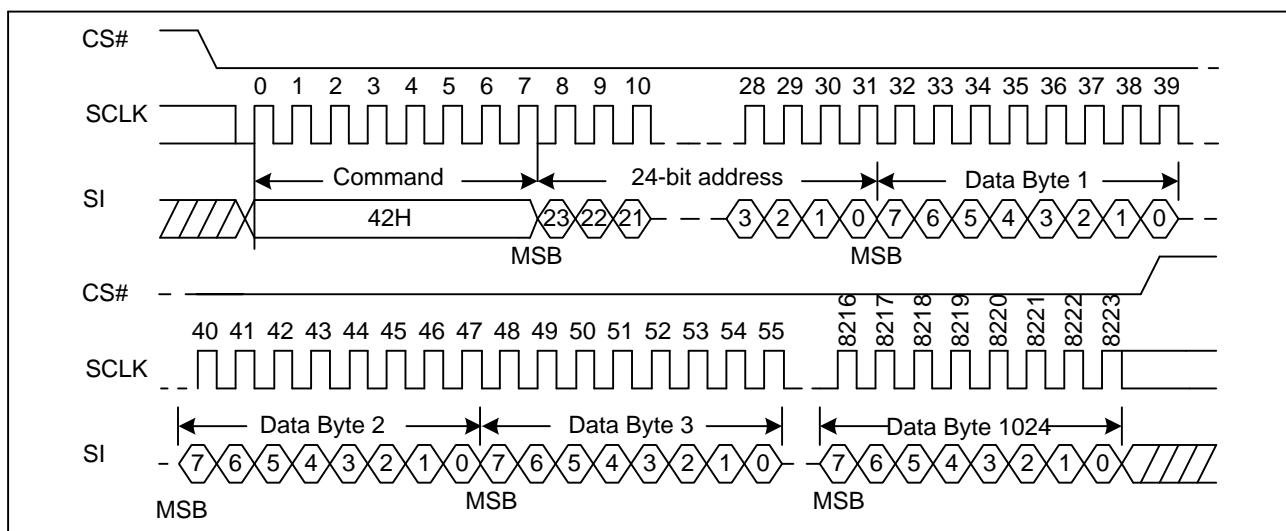 CS#
0 1 2 3 4 5 6 7 8 9 10 28 29 30 31 32 33 34 35 36 37 38 39
SCLK
Command 24-bit address Data Byte 1
SI
42H 23 22 21 3 2 1 0 7 6 5 4 3 2 1 0
MSB MSB
CS#
40 41 42 43 44 45 46 47 48 49 50 51 52 53 54 55 8216 8217 8218 8219 8220 8221 8222 8223
SCLK
Data Byte 2 Data Byte 3 Data Byte 1024
SI
7 6 5 4 3 2 1 0 7 6 5 4 3 2 1 0 7 6 5 4 3 2 1 0
MSB MSB MSB